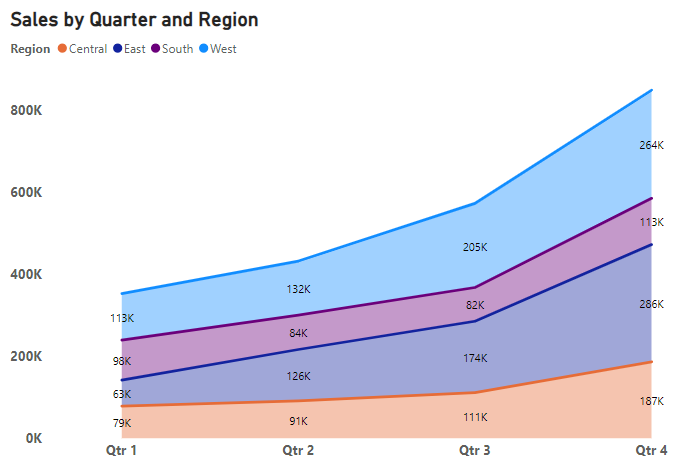 Sales by Quarter and Region
Region Central East South West
800K
600K
400K
200K
0K
264K
205K
113K
132K
113K
82K
84K
98K
286K
174K
126K
63K
187K
111K
91K
79K
Qtr 1 Qtr 2 Qtr 3 Qtr 4